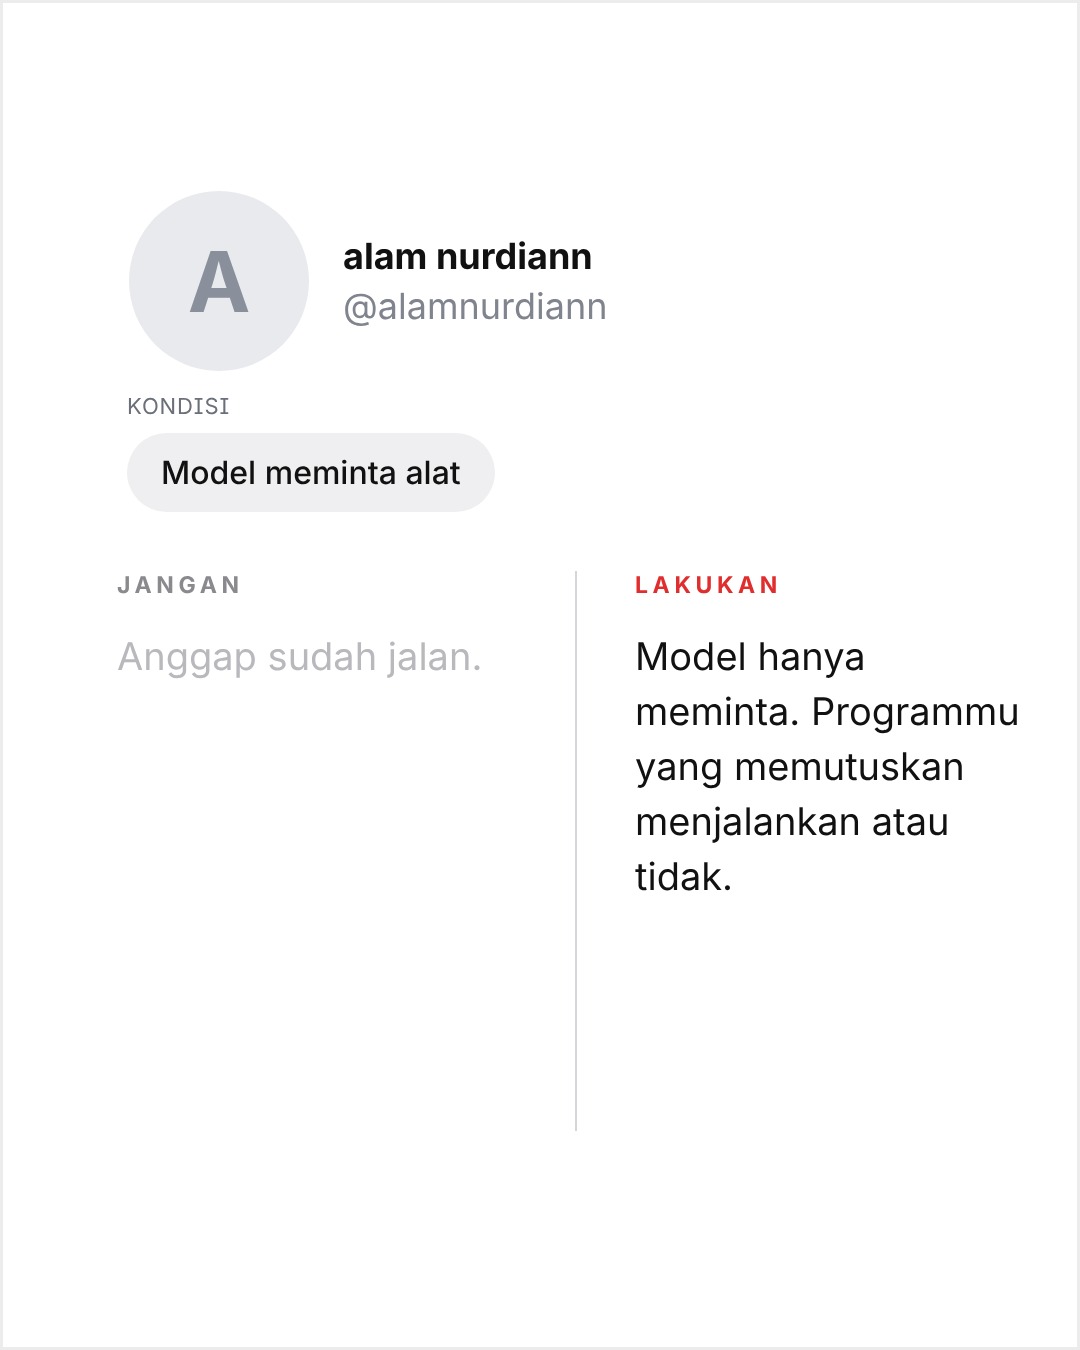 A
alam nurdiann
@alamnurdiann
KONDISI
Model meminta alat
JANGAN
Anggap sudah jalan.
LAKUKAN
Model hanya
meminta. Programmu
yang memutuskan
menjalankan atau
tidak.